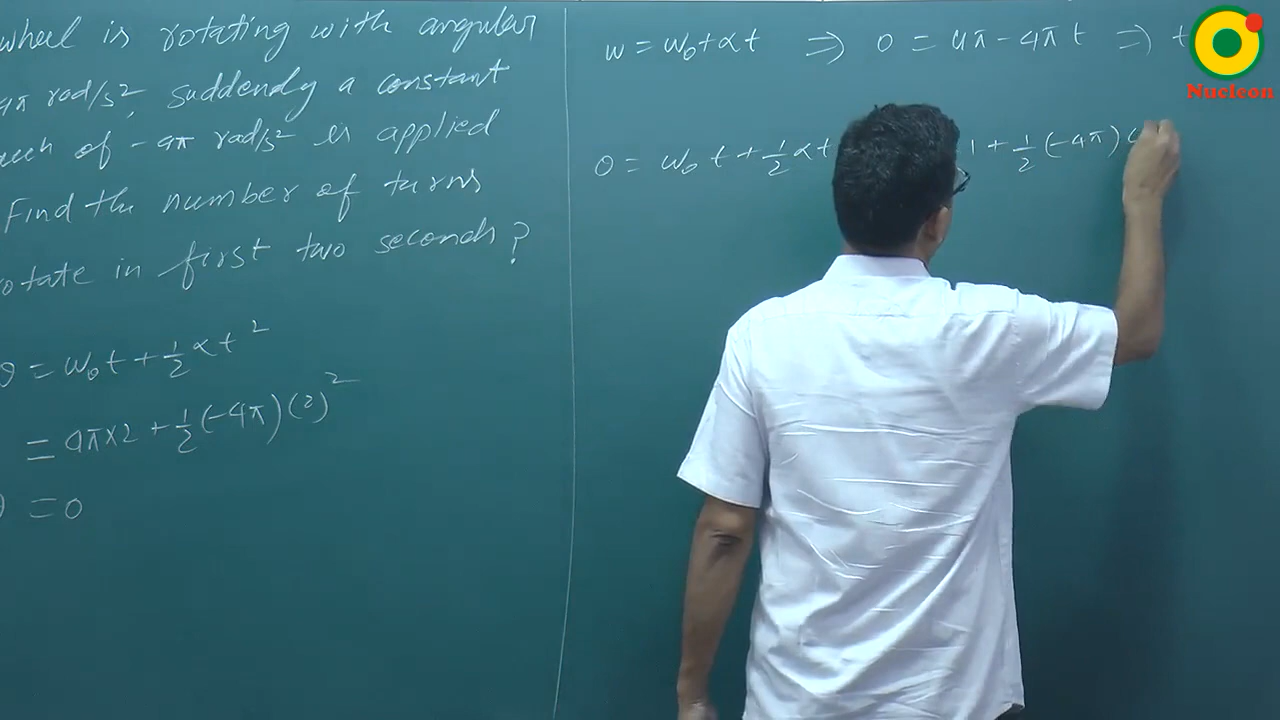 wheel is rotating with angular
4π rad/s², suddenly a constant
of -4π rad/s² is applied
Find the number of turns
rotate in first two seconds?
θ = ω₀t + ½αt²
= 4π×2 + ½(-4π)(2)²
= 0
ω = ω₀ + αt ⇒ 0 = 4π - 4πt ⇒ t
θ = ω₀t + ½αt
1 + ½(-4π)(
Nucleon